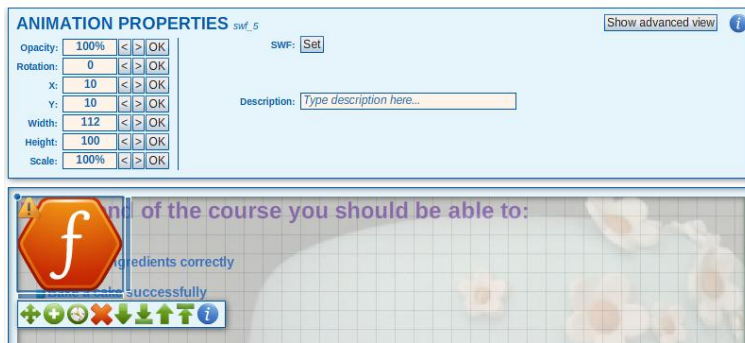 ANIMATION PROPERTIES swf_5
Show advanced view
i
Opacity: 100% < > OK
SWF: Set
Rotation: 0 < > OK
X: 10 < > OK
Y: 10 < > OK
Description: Type description here...
Width: 112 < > OK
Height: 100 < > OK
Scale: 100% < > OK
nd of the course you should be able to:
f
gredients correctly
successfully
i